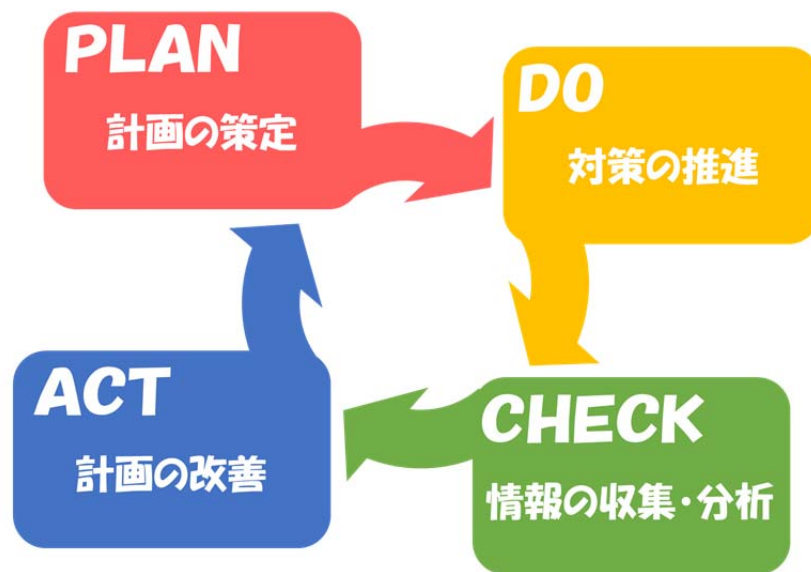 PLAN
計画の策定
DO
対策の推進
CHECK
情報の収集・分析
ACT
計画の改善